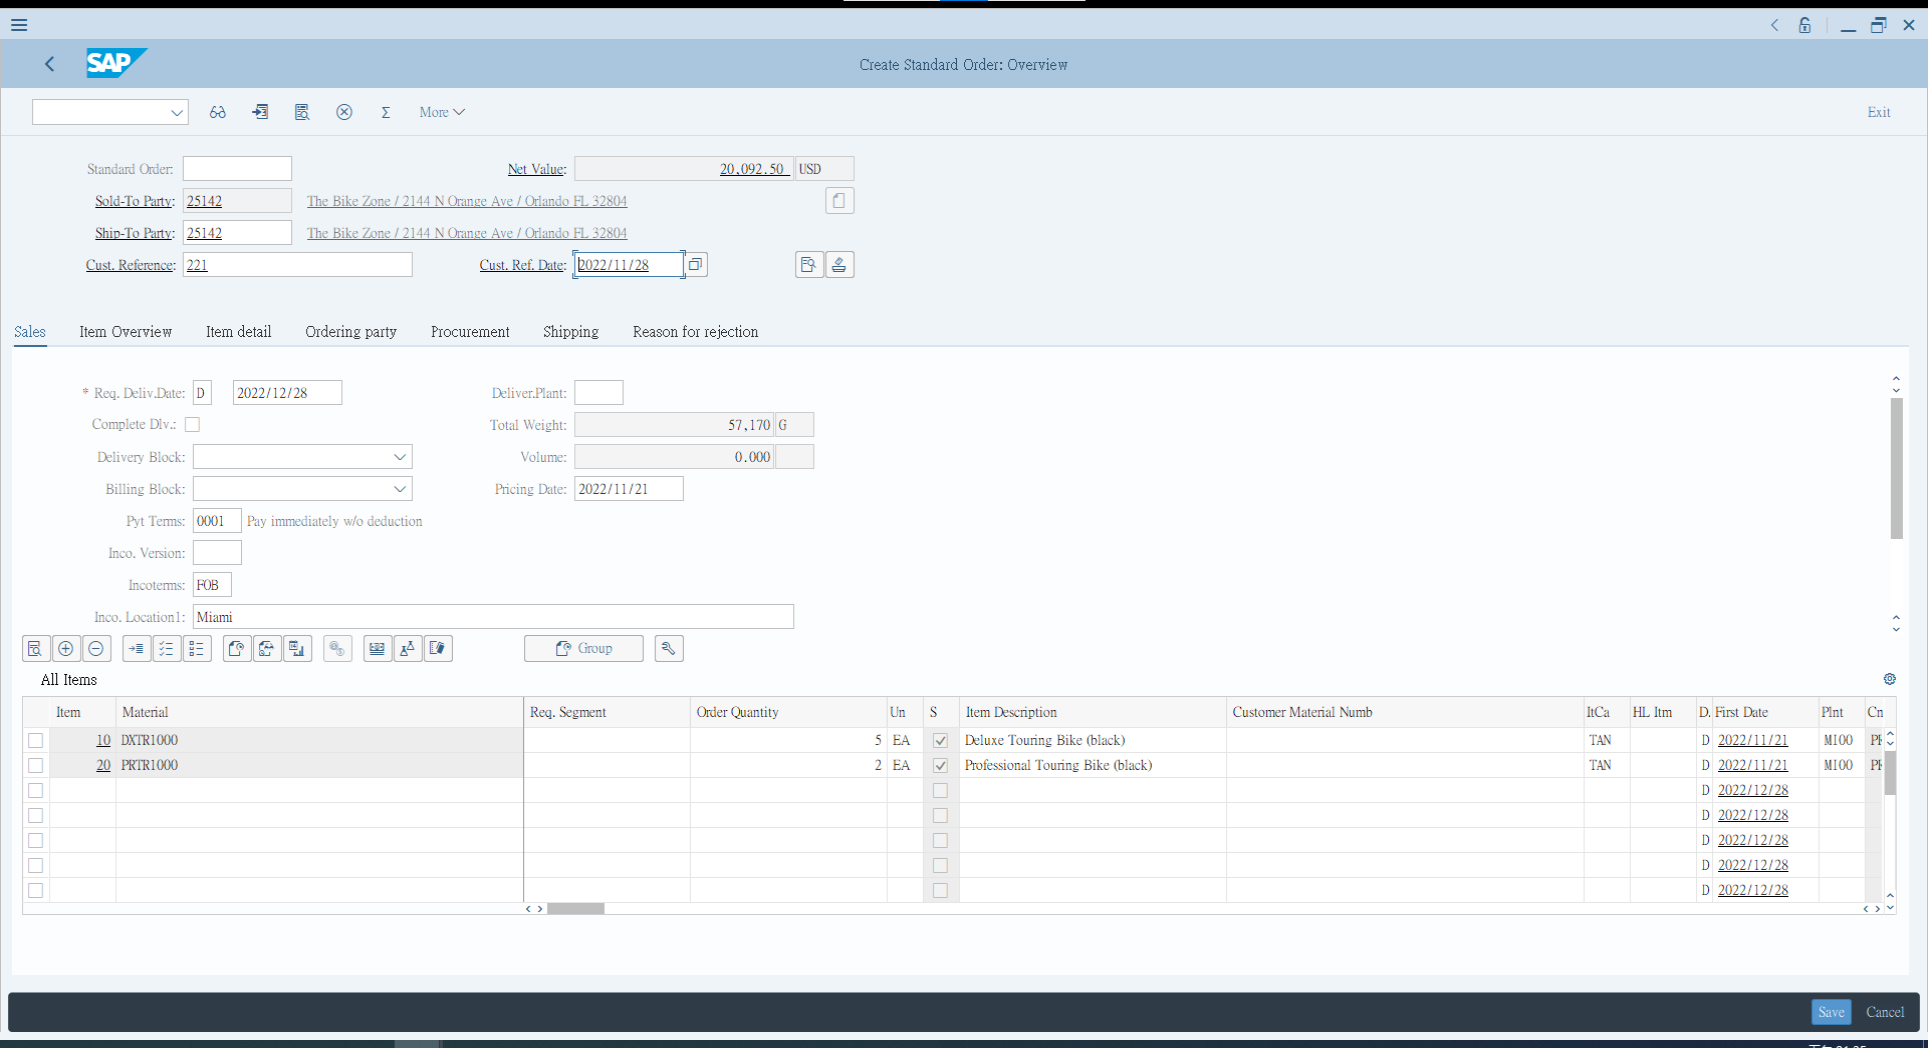 SAP
Create Standard Order: Overview
More
Exit
Standard Order:
Net Value: 20,092.50 USD
Sold-To Party: 25142 The Bike Zone / 2144 N Orange Ave / Orlando FL 32804
Ship-To Party: 25142 The Bike Zone / 2144 N Orange Ave / Orlando FL 32804
Cust. Reference: 221 Cust. Ref. Date: 2022/11/28
Sales Item Overview Item detail Ordering party Procurement Shipping Reason for rejection
* Req. Deliv.Date: D 2022/12/28 Deliver.Plant:
Complete Dlv.: Total Weight: 57,170 G
Delivery Block: Volume: 0.000
Billing Block: Pricing Date: 2022/11/21
Pyt Terms: 0001 Pay immediately w/o deduction
Inco. Version:
Incoterms: FOB
Inco. Location1: Miami
Group
All Items
Item Material Req. Segment Order Quantity Un S Item Description Customer Material Numb ItCa HL Itm D. First Date Plnt Cn
10 DXTR1000 5 EA Deluxe Touring Bike (black) TAN D 2022/11/21 MI00 PR
20 PRTR1000 2 EA Professional Touring Bike (black) TAN D 2022/11/21 MI00 PR
D 2022/12/28
D 2022/12/28
D 2022/12/28
D 2022/12/28
D 2022/12/28
Save Cancel